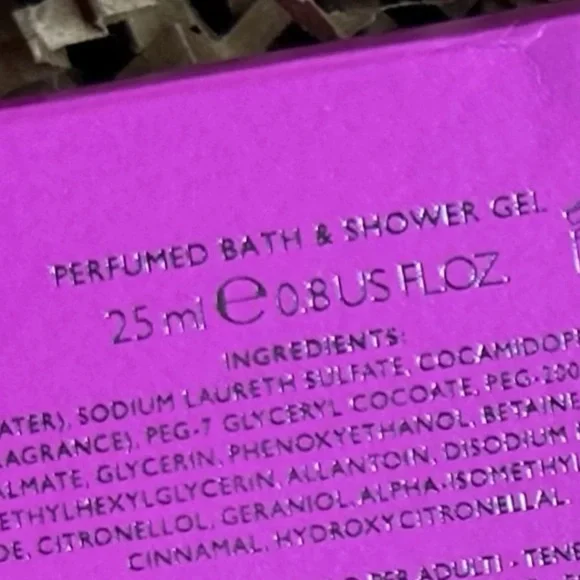 PERFUMED BATH & SHOWER GEL
25 ml e 0.8 US FL.OZ.
INGREDIENTS:
ATER), SODIUM LAURETH SULFATE, COCAMIDOP
AGRANCE), PEG-7 GLYCERYL COCOATE, PEG-200
ALMATE, GLYCERIN, PHENOXYETHANOL, BETAINE
ETHYLHEXYLGLYCERIN, ALLANTOIN, DISODIUM
DE, CITRONELLOL, GERANIOL, ALPHA-ISOMETHYL
CINNAMAL, HYDROXYCITRONELLAL.
PER ADULTI - TENE